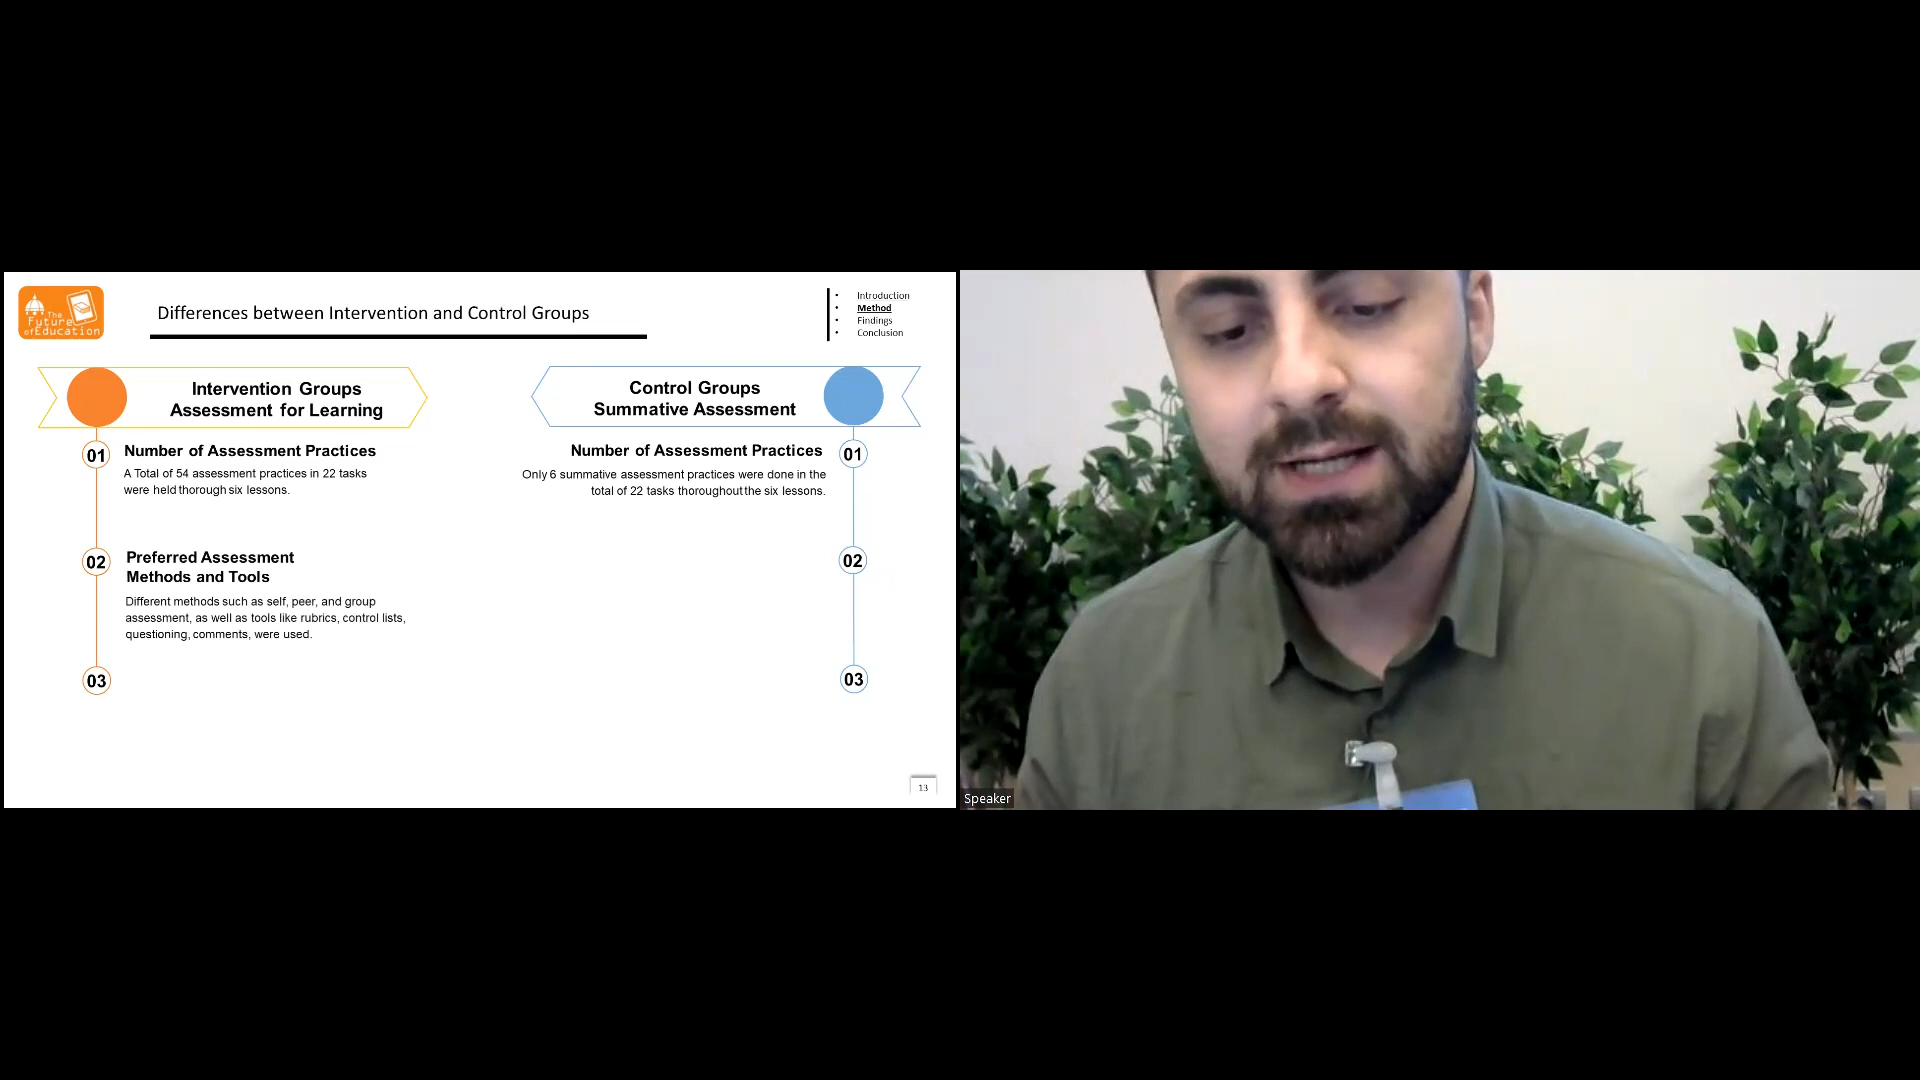 The
Future
of Education
Differences between Intervention and Control Groups
• Introduction
• Method
• Findings
• Conclusion
Intervention Groups
Assessment for Learning
01
Number of Assessment Practices
A Total of 54 assessment practices in 22 tasks
were held thorough six lessons.
02
Preferred Assessment
Methods and Tools
Different methods such as self, peer, and group
assessment, as well as tools like rubrics, control lists,
questioning, comments, were used.
03
Control Groups
Summative Assessment
Number of Assessment Practices
01
Only 6 summative assessment practices were done in the
total of 22 tasks thoroughout the six lessons.
02
03
13
Speaker